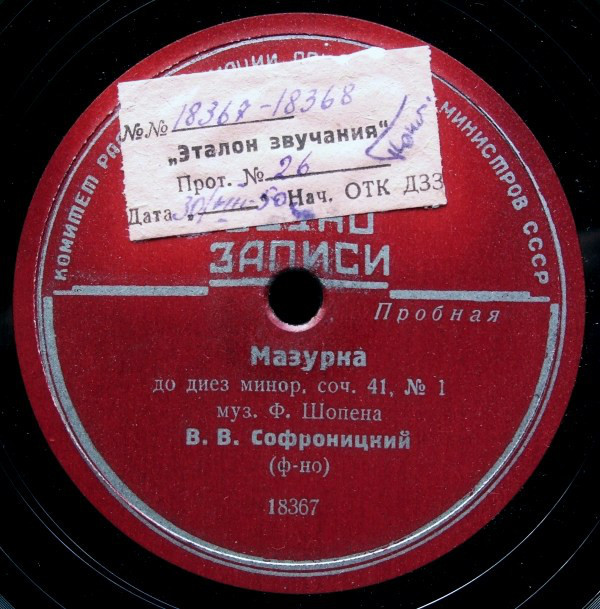 КОМИТЕТ РА
МИНИСТРОВ СССР
№№ 18367-18368
„Эталон звучания“
Прот. № 26
Дата
Нач. ОТК ДЗЗ
ЗАПИСИ
Пробная
Мазурка
до диез минор, соч. 41, № 1
муз. Ф. Шопена
В. В. Софроницкий
(ф-но)
18367